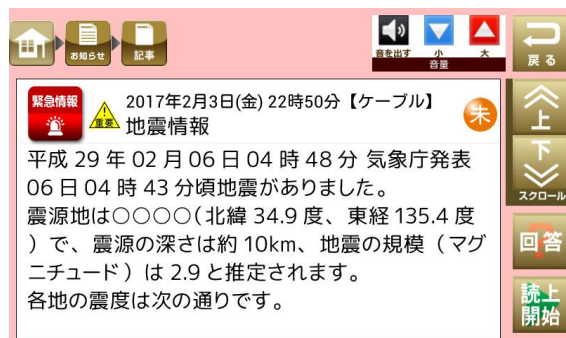 お知らせ
記事
音を出す 小 大
音量
戻る
緊急情報
重要
2017年2月3日(金) 22時50分【ケーブル】
地震情報
朱
上
下
スクロール
平成 29 年 02 月 06 日 04 時 48 分 気象庁発表
06 日 04 時 43 分頃地震がありました。
震源地は○○○○(北緯 34.9 度、東経 135.4 度
）で、震源の深さは約 10km、地震の規模（マグ
ニチュード）は 2.9 と推定されます。
各地の震度は次の通りです。
回答
読上
開始